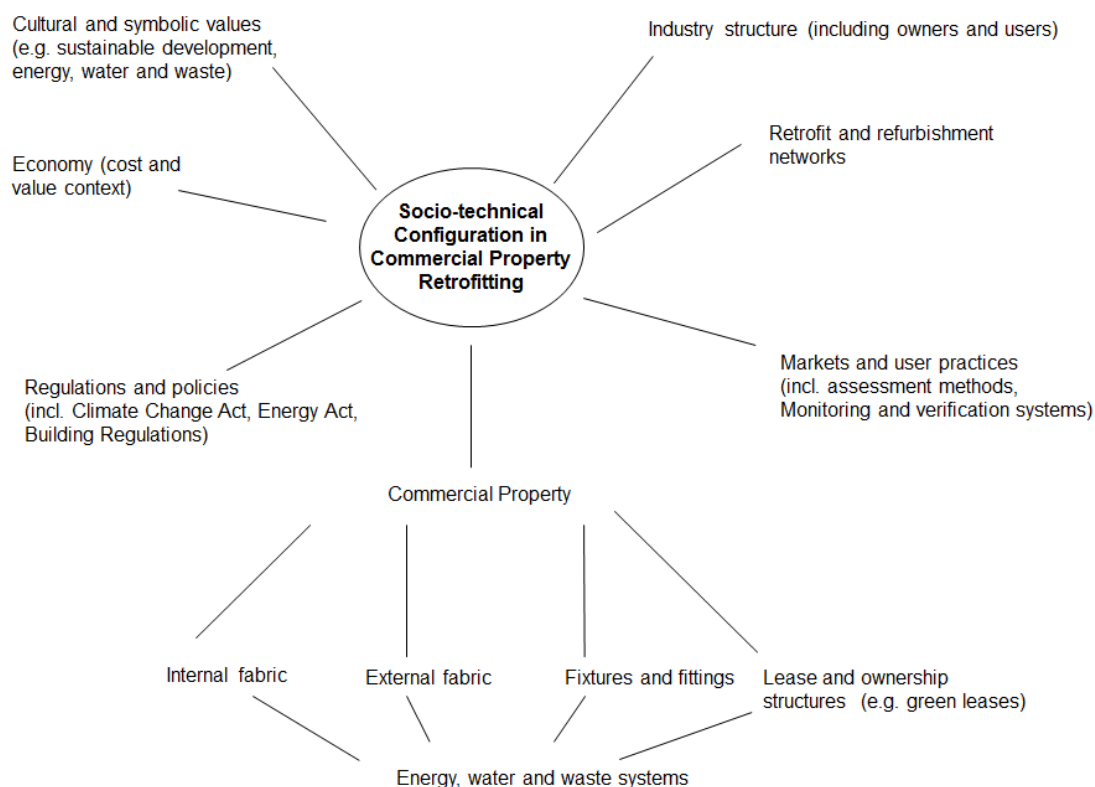 Cultural and symbolic values
(e.g. sustainable development,
energy, water and waste)
Industry structure (including owners and users)
Retrofit and refurbishment
networks
Economy (cost and
value context)
Socio-technical
Configuration in
Commercial Property
Retrofitting
Regulations and policies
(incl. Climate Change Act, Energy Act,
Building Regulations)
Markets and user practices
(incl. assessment methods,
Monitoring and verification systems)
Commercial Property
Internal fabric
External fabric
Fixtures and fittings
Lease and ownership
structures (e.g. green leases)
Energy, water and waste systems